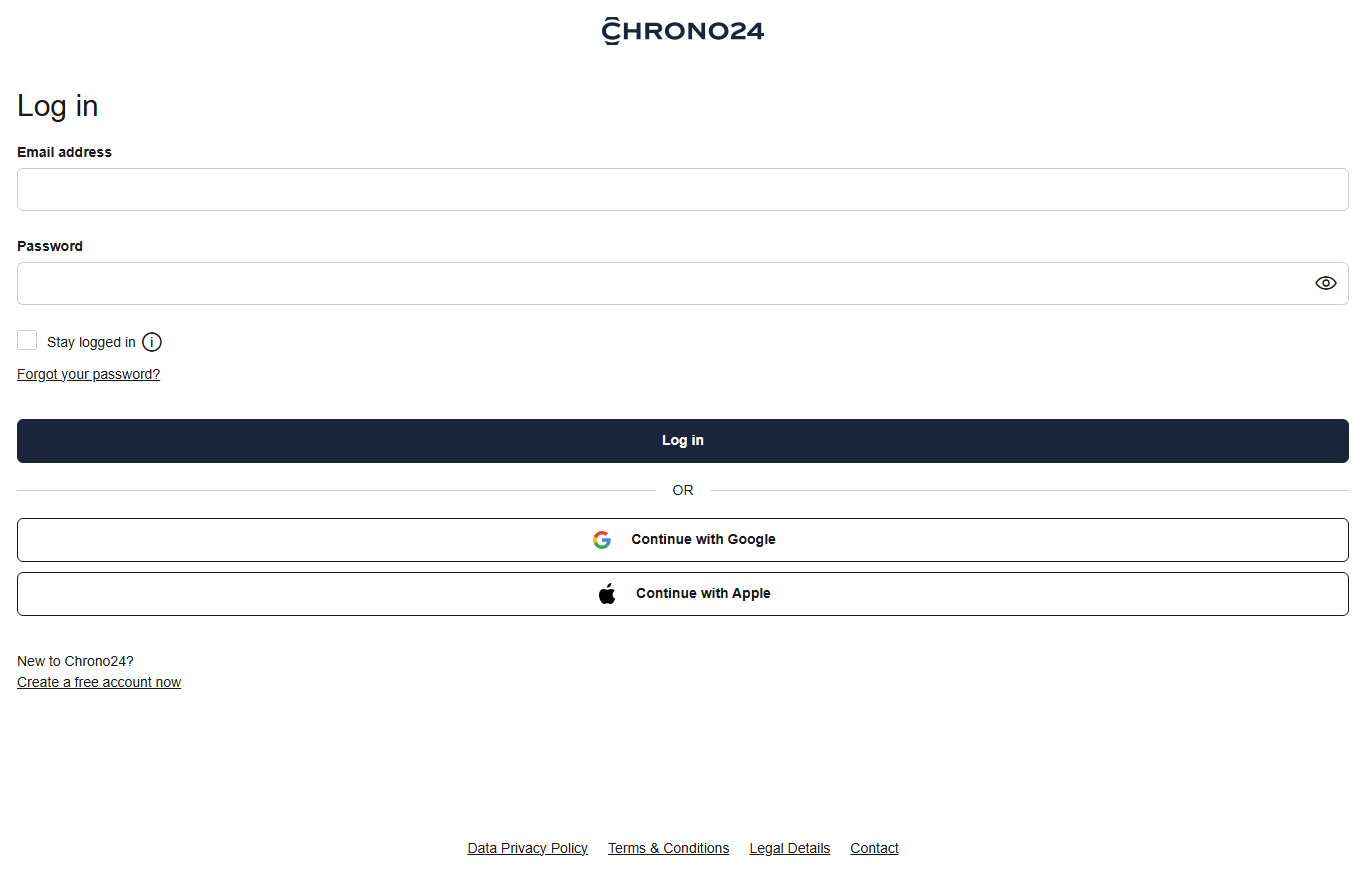 CHRONO24
Log in
Email address
Password
Stay logged in
Forgot your password?
Log in
OR
Continue with Google
Continue with Apple
New to Chrono24?
Create a free account now
Data Privacy Policy Terms & Conditions Legal Details Contact